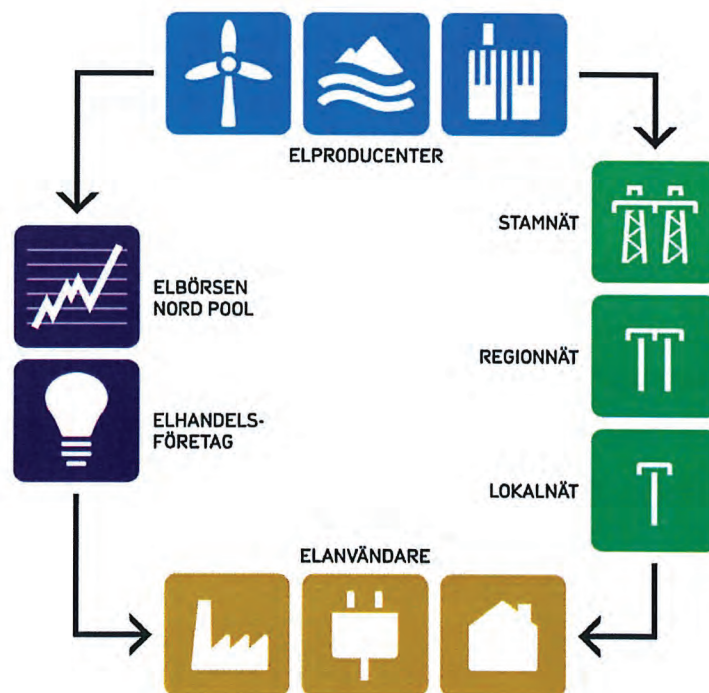 ELPRODUCENTER
STAMNÄT
ELBÖRSEN
NORD POOL
REGIONNÄT
ELHANDELS-
FÖRETAG
LOKALNÄT
ELANVÄNDARE